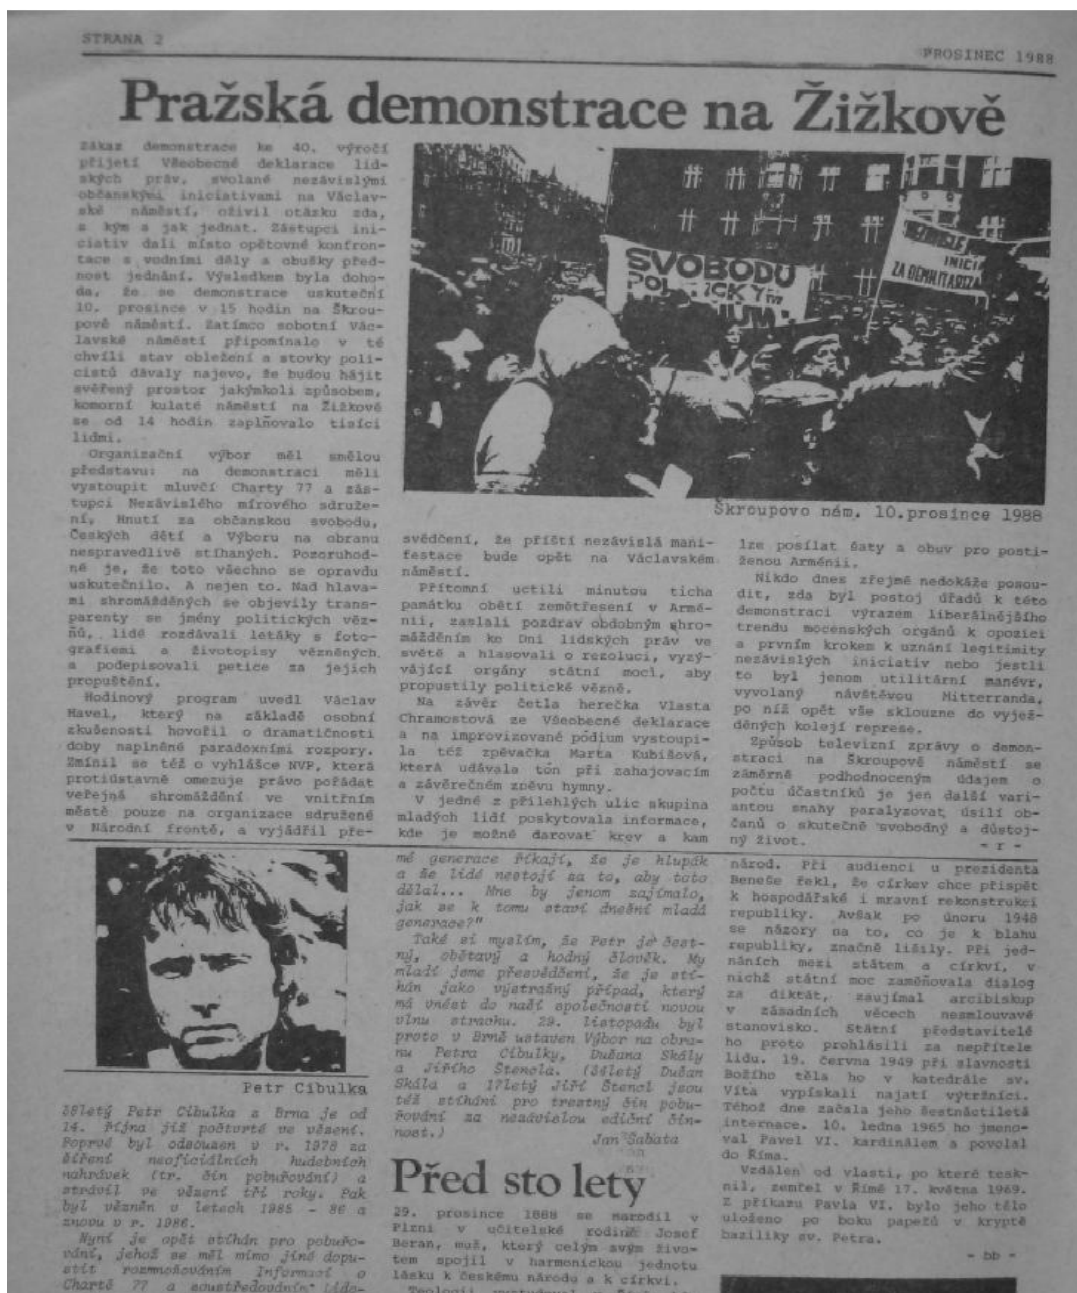 STRANA 2
PROSINEC 1988
Pražská demonstrace na Žižkově
Zákaz demonstrace ke 40. výročí
přijetí Všeobecné deklarace lid-
ských práv, svolané nezávislými
občanskými iniciativami na Václav-
ské náměstí, oživil otázku zda,
s kým a jak jednat. Zástupci ini-
ciativ dali místo opětovné konfron-
tace s vodními děly a obušky před-
nost jednání. Výsledkem byla doho-
da, že se demonstrace uskuteční
10. prosince v 15 hodin na Škrou-
pově náměstí. Zatímco sobotní Vác-
lavské náměstí připomínalo v té
chvíli stav obležení a stovky poli-
cistů dávaly najevo, že budou hájit
svěřený prostor jakýmkoli způsobem,
komorní kulaté náměstí na Žižkově
se od 14 hodin zaplňovalo tisíci
lidmi.
Organizační výbor měl smělou
představu: na demonstraci měli
vystoupit mluvčí Charty 77 a zás-
tupci Nezávislého mírového sdruže-
ní, Hnutí za občanskou svobodu,
Českých dětí a Výboru na obranu
nespravedlivě stíhaných. Pozoruhod-
né je, že toto všechno se opravdu
uskutečnilo. A nejen to. Nad hlava-
mi shromážděných se objevily trans-
parenty se jmény politických věz-
ňů, lidé rozdávali letáky s foto-
grafiemi a životopisy vězněných
a podepisovali petice za jejich
propuštění.
Hodinový program uvedl Václav
Havel, který na základě osobní
zkušenosti hovořil o dramatičnosti
doby naplněné paradoxními rozpory.
Zmínil se též o vyhlášce NVP, která
protiústavně omezuje právo pořádat
veřejná shromáždění ve vnitřním
městě pouze na organizace sdružené
v Národní frontě, a vyjádřil pře-
SVOBODU
POLITICKÝM
INICIA
ZA DEMILITARIZA
Škroupovo nám. 10.prosince 1988
svědčení, že příští nezávislá mani-
festace bude opět na Václavském
náměstí.
Přítomní uctili minutou ticha
památku obětí zemětřesení v Armé-
nii, zaslali pozdrav obdobným shro-
mážděním ke Dni lidských práv ve
světě a hlasovali o rezoluci, vyzý-
vající orgány státní moci, aby
propustily politické vězně.
Na závěr četla herečka Vlasta
Chramostová ze Všeobecné deklarace
a na improvizované pódium vystoupi-
la též zpěvačka Marta Kubišová,
která udávala tón při zahajovacím
a závěrečném zpěvu hymny.
V jedné z přilehlých ulic skupina
mladých lidí poskytovala informace,
kde je možné darovat krev a kam
lze posílat šaty a obuv pro posti-
ženou Arménii.
Nikdo dnes zřejmě nedokáže posou-
dit, zda byl postoj úřadů k této
demonstraci výrazem liberálnějšího
trendu mocenských orgánů k opozici
a prvním krokem k uznání legitimity
nezávislých iniciativ nebo jestli
to byl jenom utilitární manévr,
vyvolaný návštěvou Mitterranda,
po níž opět vše sklouzne do vyjež-
děných kolejí represe.
Způsob televizní zprávy o demon-
straci na Škroupově náměstí se
záměrně podhodnoceným údajem o
počtu účastníků je jen další vari-
antou snahy paralyzovat úsilí ob-
čanů o skutečně svobodný a důstoj-
ný život.
- r -
Petr Cibulka
38letý Petr Cibulka z Brna je od
14. října již počtvrté ve vězení.
Poprvé byl odsouzen v r. 1978 za
šíření neoficiálních hudebních
nahrávek (tr. čin pobuřování) a
strávil ve vězení tři roky. Pak
byl vězněn v letech 1985 - 86 a
znovu v r. 1986.
Nyní je opět stíhán pro pobuřo-
vání, jehož se měl mimo jiné dopu-
stit rozmnožováním Informací o
Chartě 77 a soustřeďováním
mé generace říkají, že je hlupák
a že lidé nestojí za to, aby toto
dělal... Mne by jenom zajímalo,
jak se k tomu staví dnešní mladá
generace?"
Také si myslím, že Petr je čest-
ný, obětavý a hodný člověk. My
mladí jsme přesvědčeni, že je stí-
hán jako výstražný případ, který
má vnést do naší společnosti novou
vlnu strachu. 29. listopadu byl
proto v Brně ustaven Výbor na obra-
nu Petra Cibulky, Dušana Skály
a Jiřího Štencla. (34letý Dušan
Skála a 17letý Jiří Štencl jsou
též stíháni pro trestný čin pobu-
řování za nezávislou ediční čin-
nost.)
Jan Šabata
Před sto lety
29. prosince 1888 se narodil v
Plzni v učitelské rodině Josef
Beran, muž, který celým svým živo-
tem spojil v harmonickou jednotu
lásku k českému národu a k církvi.
národ. Při audienci u prezidenta
Beneše řekl, že církev chce přispět
k hospodářské i mravní rekonstrukci
republiky. Avšak po únoru 1948
se názory na to, co je k blahu
republiky, značně lišily. Při jed-
náních mezi státem a církví, v
nichž státní moc zaměňovala dialog
za diktát, zaujímal arcibiskup
v zásadních věcech nesmlouvavé
stanovisko. Státní představitelé
ho proto prohlásili za nepřítele
lidu. 19. června 1949 při slavnosti
Božího těla ho v katedrále sv.
Víta vypískali najatí výtržníci.
Téhož dne začala jeho šestnáctiletá
internace. 10. ledna 1965 ho jmeno-
val Pavel VI. kardinálem a povolal
do Říma.
Vzdálen od vlasti, po které tesk-
nil, zemřel v Římě 17. května 1969.
Z příkazu Pavla VI. bylo jeho tělo
uloženo po boku papežů v kryptě
baziliky sv. Petra.
- bb -